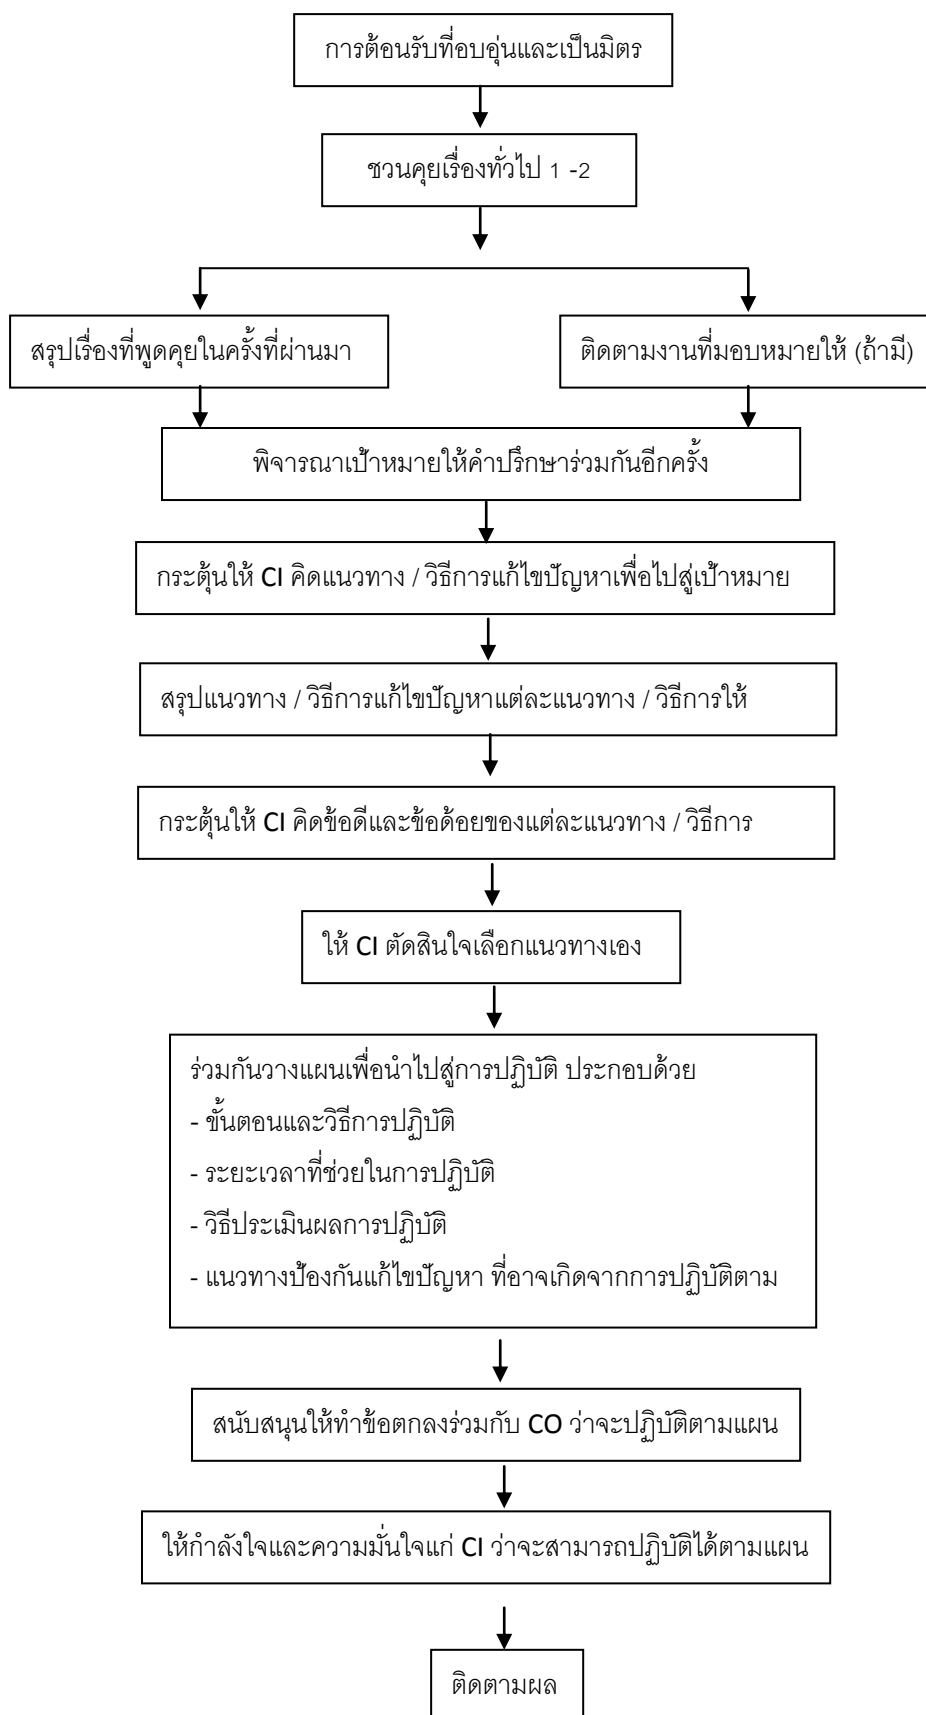 การต้อนรับที่อบอุ่นและเป็นมิตร
ชวนคุยเรื่องทั่วไป 1 -2
สรุปเรื่องที่พูดคุยในครั้งที่ผ่านมา
ติดตามงานที่มอบหมายให้ (ถ้ามี)
พิจารณาเป้าหมายให้คำปรึกษาร่วมกันอีกครั้ง
กระตุ้นให้ CI คิดแนวทาง / วิธีการแก้ไขปัญหาเพื่อไปสู่เป้าหมาย
สรุปแนวทาง / วิธีการแก้ไขปัญหาแต่ละแนวทาง / วิธีการให้
กระตุ้นให้ CI คิดข้อดีและข้อด้อยของแต่ละแนวทาง / วิธีการ
ให้ CI ตัดสินใจเลือกแนวทางเอง
ร่วมกันวางแผนเพื่อนำไปสู่การปฏิบัติ ประกอบด้วย
- ขั้นตอนและวิธีการปฏิบัติ
- ระยะเวลาที่ช่วยในการปฏิบัติ
- วิธีประเมินผลการปฏิบัติ
- แนวทางป้องกันแก้ไขปัญหา ที่อาจเกิดจากการปฏิบัติตาม
สนับสนุนให้ทำข้อตกลงร่วมกับ CO ว่าจะปฏิบัติตามแผน
ให้กำลังใจและความมั่นใจแก่ CI ว่าจะสามารถปฏิบัติได้ตามแผน
ติดตามผล